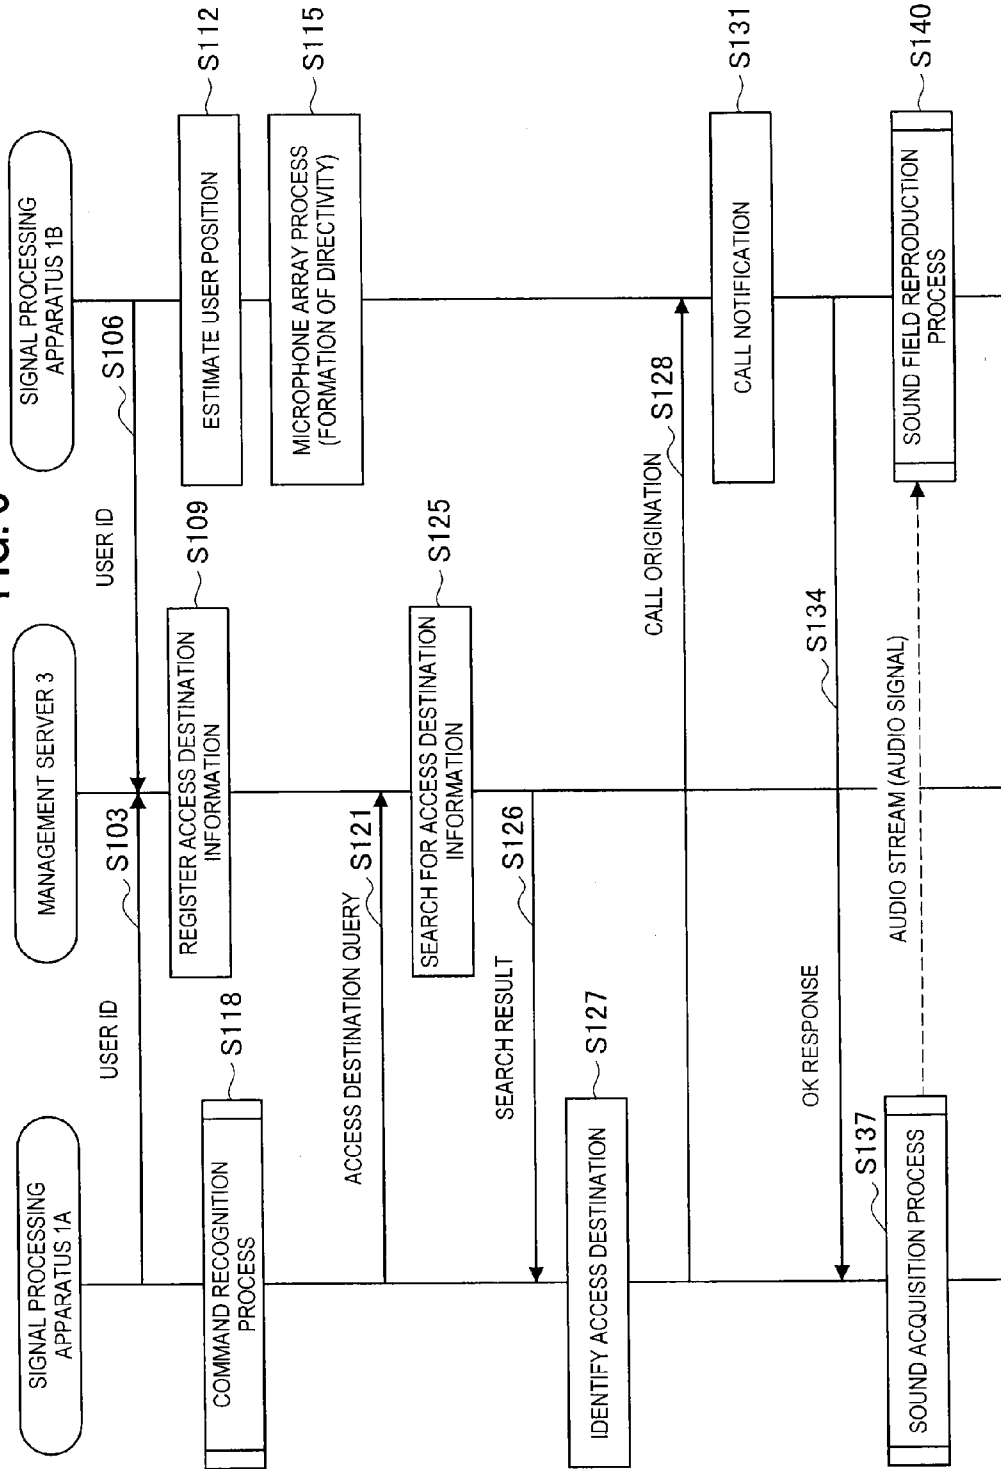 SIGNAL PROCESSING
APPARATUS 1A
MANAGEMENT SERVER 3
SIGNAL PROCESSING
APPARATUS 1B
USER ID
S103
USER ID
S106
COMMAND RECOGNITION
PROCESS
S118
REGISTER ACCESS DESTINATION
INFORMATION
S109
ESTIMATE USER POSITION
S112
MICROPHONE ARRAY PROCESS
(FORMATION OF DIRECTIVITY)
S115
ACCESS DESTINATION QUERY
S121
SEARCH FOR ACCESS DESTINATION
INFORMATION
S125
SEARCH RESULT
S126
IDENTIFY ACCESS DESTINATION
S127
CALL ORIGINATION
S128
CALL NOTIFICATION
S131
OK RESPONSE
S134
SOUND ACQUISITION PROCESS
S137
AUDIO STREAM (AUDIO SIGNAL)
SOUND FIELD REPRODUCTION
PROCESS
S140